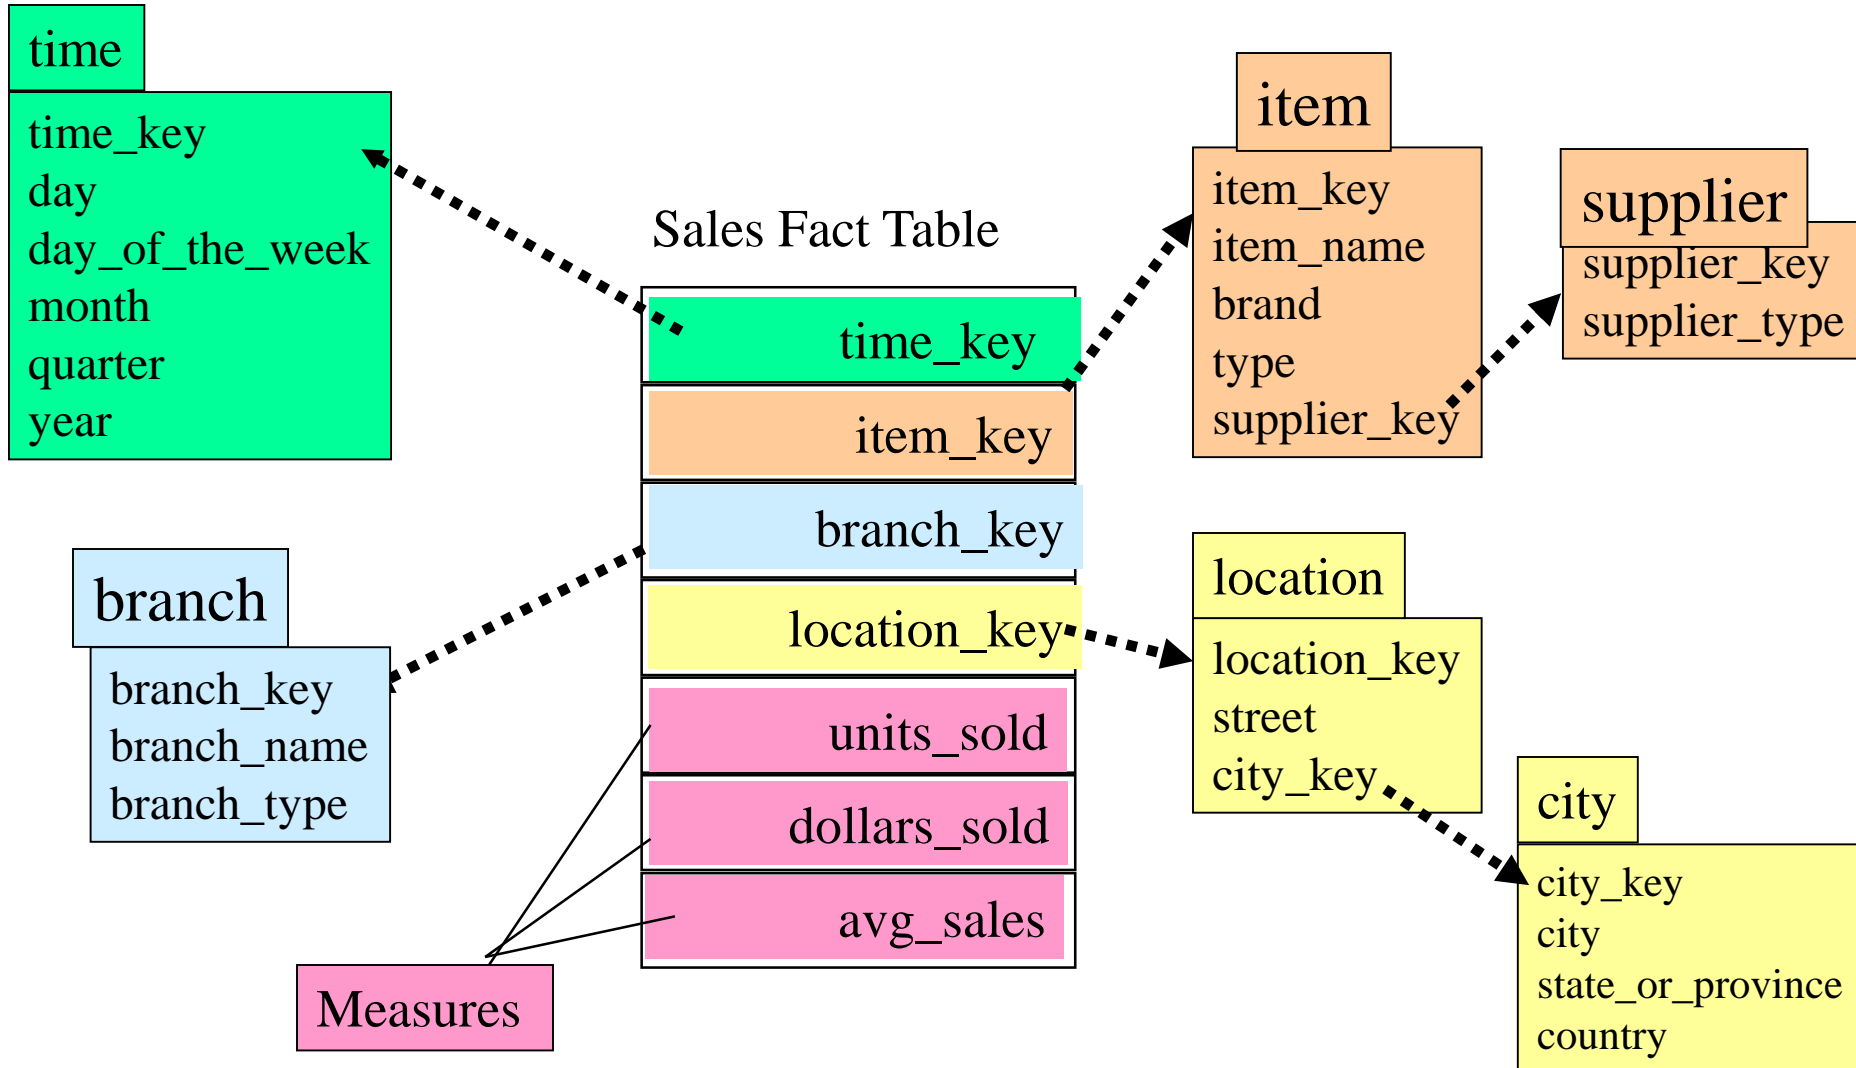 time
time_key
day
day_of_the_week
month
quarter
year
Sales Fact Table
time_key
item_key
branch_key
location_key
units_sold
dollars_sold
avg_sales
Measures
branch
branch_key
branch_name
branch_type
item
item_key
item_name
brand
type
supplier_key
supplier
supplier_key
supplier_type
location
location_key
street
city_key
city
city_key
city
state_or_province
country